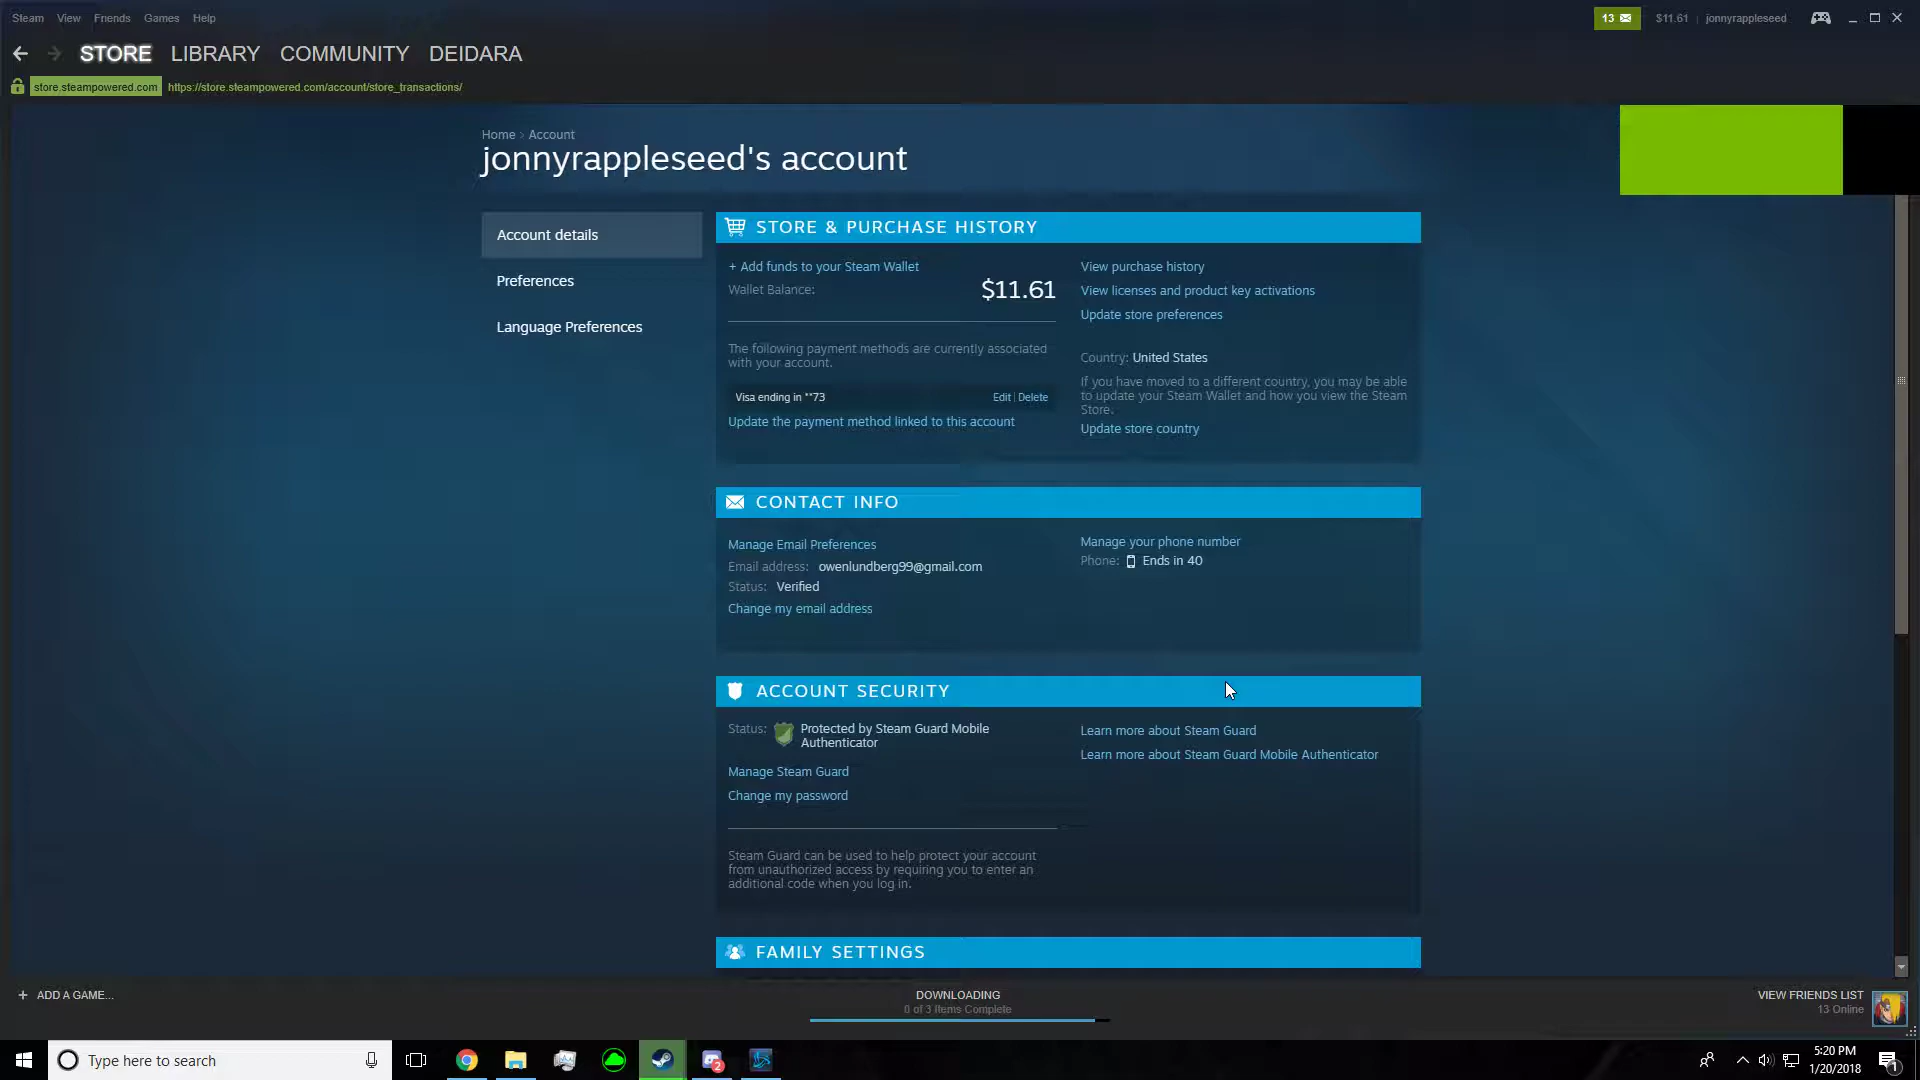 Steam View Friends Games Help
13 $11.61 | jonnyrappleseed
STORE LIBRARY COMMUNITY DEIDARA
store.steampowered.com https://store.steampowered.com/account/store_transactions/
Home > Account
jonnyrappleseed's account
Account details
Preferences
Language Preferences
STORE & PURCHASE HISTORY
+ Add funds to your Steam Wallet
Wallet Balance: $11.61
The following payment methods are currently associated
with your account.
Visa ending in **73 Edit | Delete
Update the payment method linked to this account
View purchase history
View licenses and product key activations
Update store preferences
Country: United States
If you have moved to a different country, you may be able
to update your Steam Wallet and how you view the Steam
Store.
Update store country
CONTACT INFO
Manage Email Preferences
Email address: owenlundberg99@gmail.com
Status: Verified
Change my email address
Manage your phone number
Phone: Ends in 40
ACCOUNT SECURITY
Status: Protected by Steam Guard Mobile
Authenticator
Manage Steam Guard
Change my password
Steam Guard can be used to help protect your account
from unauthorized access by requiring you to enter an
additional code when you log in.
Learn more about Steam Guard
Learn more about Steam Guard Mobile Authenticator
FAMILY SETTINGS
+ ADD A GAME...
DOWNLOADING
0 of 3 Items Complete
VIEW FRIENDS LIST
13 Online
Type here to search
2
5:20 PM
1/20/2018
1